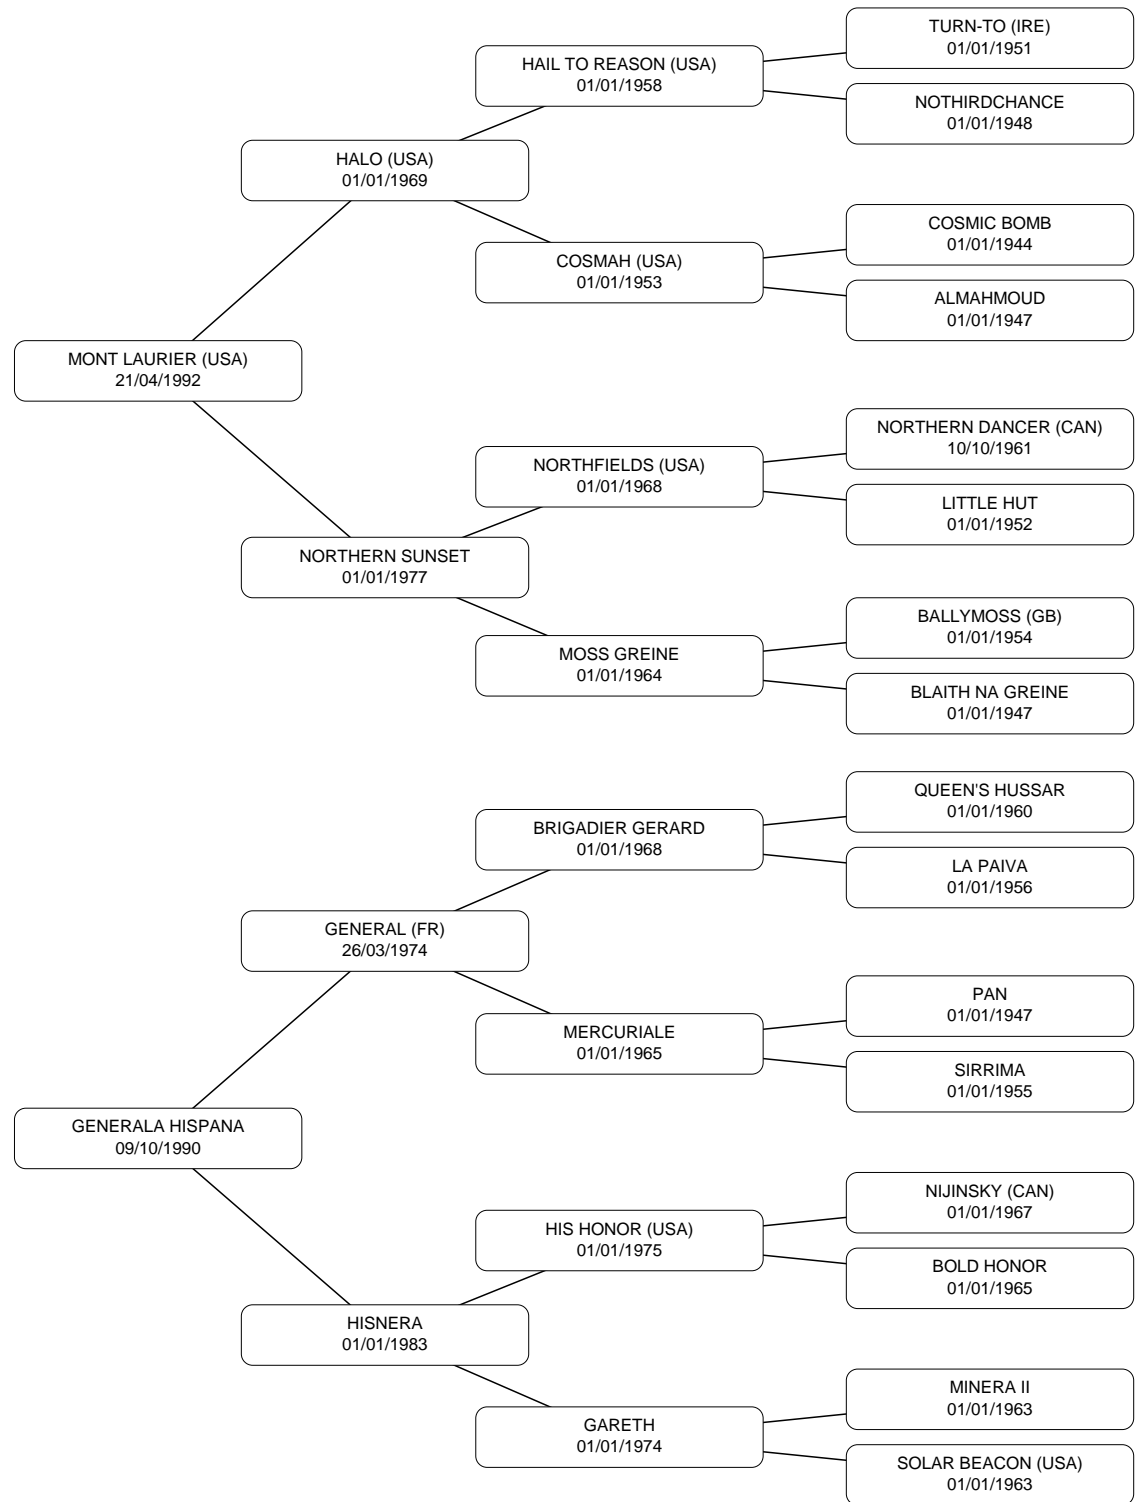 TURN-TO (IRE)
01/01/1951
HAIL TO REASON (USA)
01/01/1958
NOTHIRDCHANCE
01/01/1948
HALO (USA)
01/01/1969
COSMIC BOMB
01/01/1944
COSMAH (USA)
01/01/1953
ALMAHMOUD
01/01/1947
MONT LAURIER (USA)
21/04/1992
NORTHERN DANCER (CAN)
10/10/1961
NORTHFIELDS (USA)
01/01/1968
LITTLE HUT
01/01/1952
NORTHERN SUNSET
01/01/1977
BALLYMOSS (GB)
01/01/1954
MOSS GREINE
01/01/1964
BLAITH NA GREINE
01/01/1947
QUEEN'S HUSSAR
01/01/1960
BRIGADIER GERARD
01/01/1968
LA PAIVA
01/01/1956
GENERAL (FR)
26/03/1974
PAN
01/01/1947
MERCURIALE
01/01/1965
SIRRIMA
01/01/1955
GENERALA HISPANA
09/10/1990
NIJINSKY (CAN)
01/01/1967
HIS HONOR (USA)
01/01/1975
BOLD HONOR
01/01/1965
HISNERA
01/01/1983
MINERA II
01/01/1963
GARETH
01/01/1974
SOLAR BEACON (USA)
01/01/1963